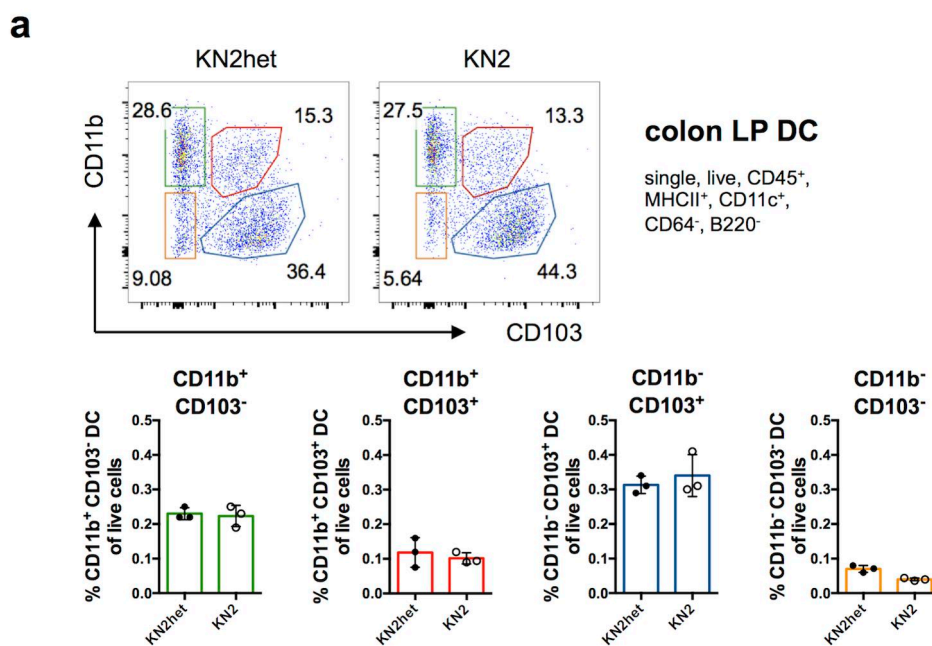 a
KN2het
KN2
28.6
15.3
27.5
13.3
CD11b
9.08
36.4
5.64
44.3
CD103
colon LP DC
single, live, CD45⁺,
MHCII⁺, CD11c⁺,
CD64⁻, B220⁻
CD11b⁺
CD103⁻
% CD11b⁺ CD103⁻ DC
of live cells
0.5
0.4
0.3
0.2
0.1
0.0
KN2het
KN2
CD11b⁺
CD103⁺
% CD11b⁺ CD103⁺ DC
of live cells
0.5
0.4
0.3
0.2
0.1
0.0
KN2het
KN2
CD11b⁻
CD103⁺
% CD11b⁻ CD103⁺ DC
of live cells
0.5
0.4
0.3
0.2
0.1
0.0
KN2het
KN2
CD11b⁻
CD103⁻
% CD11b⁻ CD103⁻ DC
of live cells
0.5
0.4
0.3
0.2
0.1
0.0
KN2het
KN2